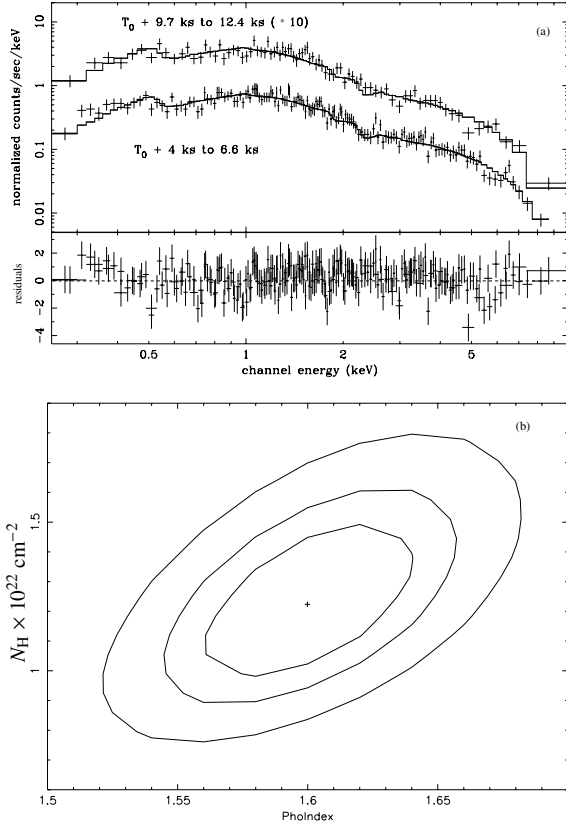 (a)
T₀ + 9.7 ks to 12.4 ks ( * 10)
T₀ + 4 ks to 6.6 ks
normalized counts/sec/keV
10
1
0.1
0.01
residuals
2
0
−2
−4
0.5
1
2
5
channel energy (keV)
(b)
N_H × 10²² cm⁻²
1.5
1
1.5
1.55
1.6
1.65
PhoIndex